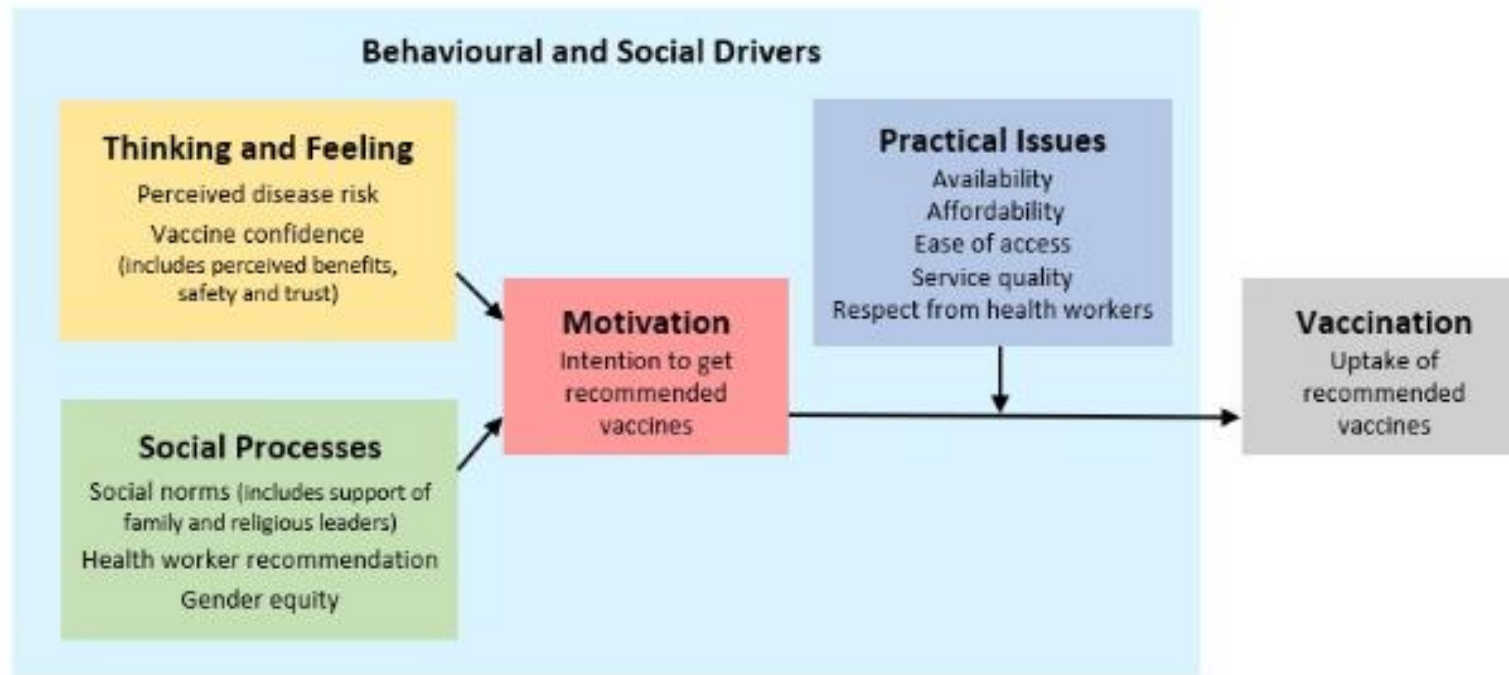 Behavioural and Social Drivers
Thinking and Feeling
Perceived disease risk
Vaccine confidence
(includes perceived benefits,
safety and trust)
Social Processes
Social norms (includes support of
family and religious leaders)
Health worker recommendation
Gender equity
Motivation
Intention to get
recommended
vaccines
Practical Issues
Availability
Affordability
Ease of access
Service quality
Respect from health workers
Vaccination
Uptake of
recommended
vaccines